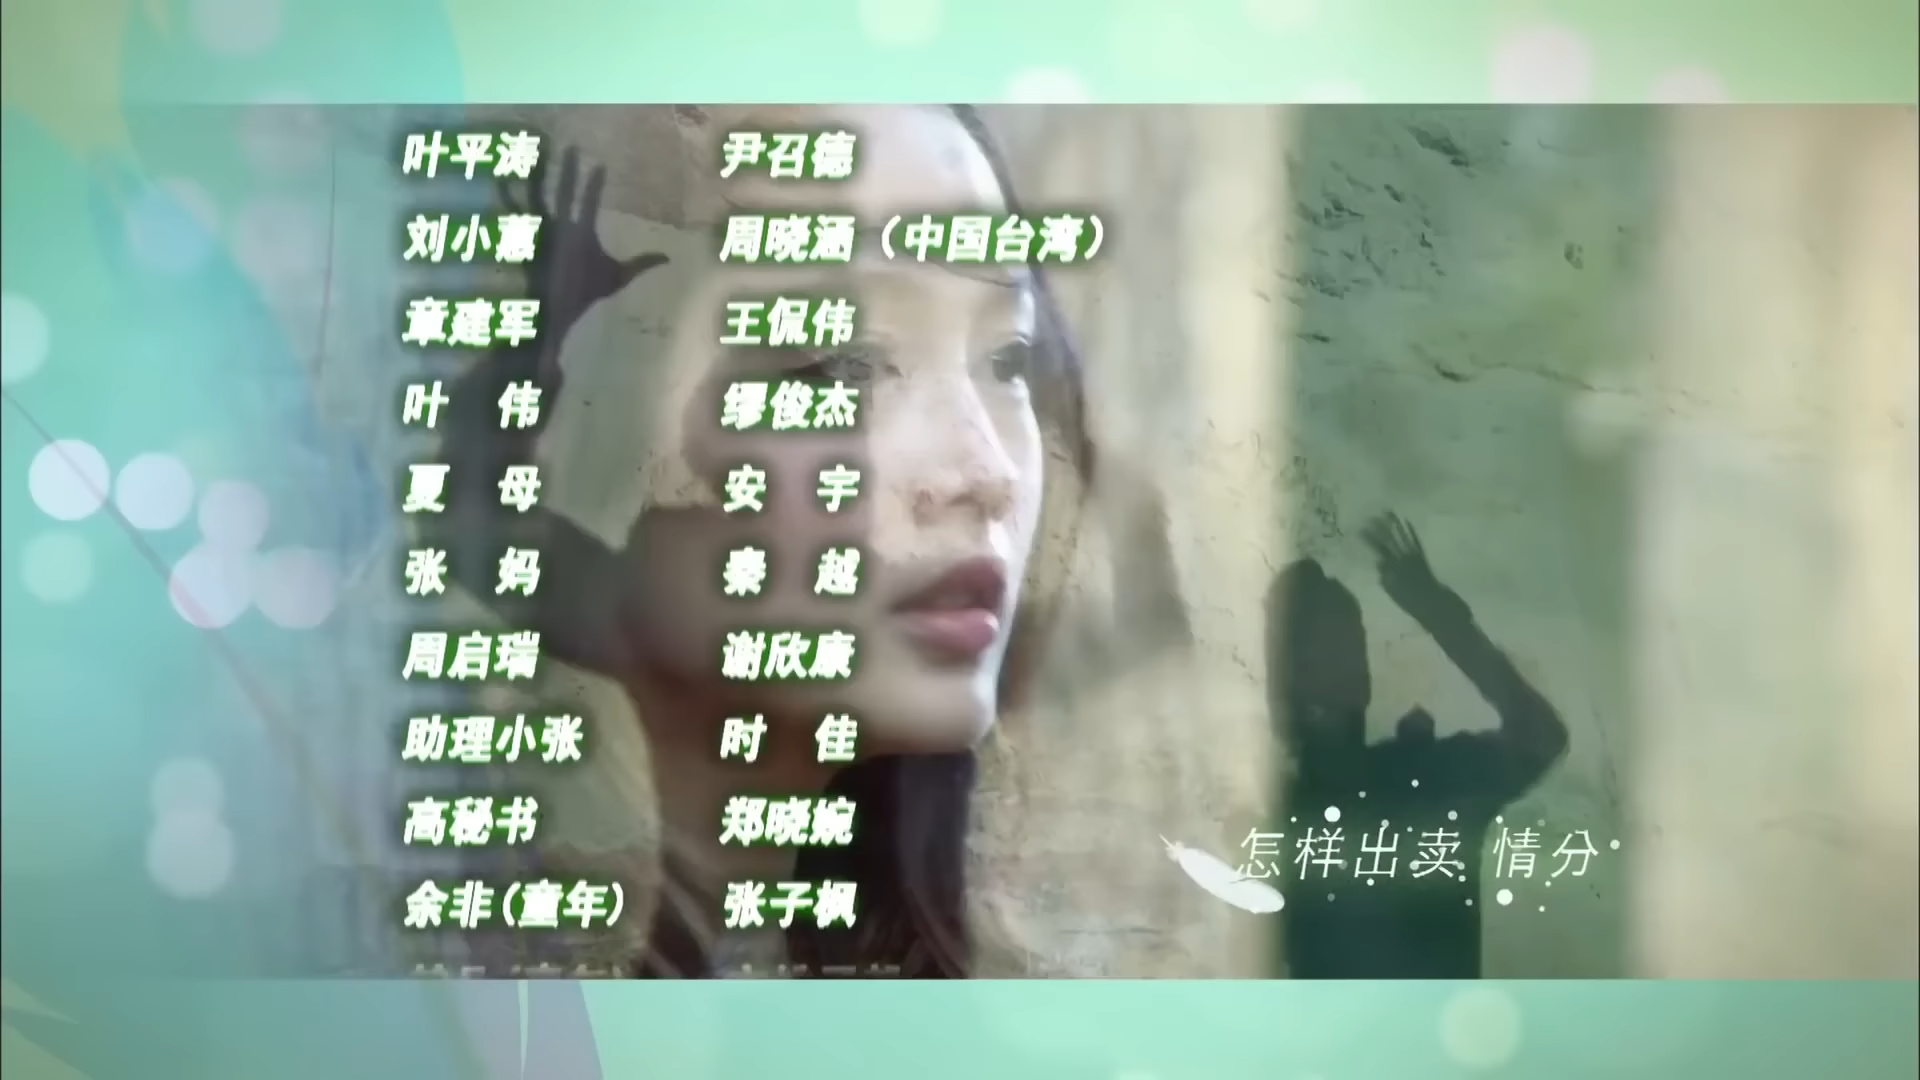 叶平涛 尹召德
刘小蕙 周晓涵（中国台湾）
章建军 王侃伟
叶 伟 缪俊杰
夏 母 安 宇
张 妈 秦 越
周启瑞 谢欣康
助理小张 时 佳
高秘书 郑晓婉
余非(童年) 张子枫
怎样出卖 情分